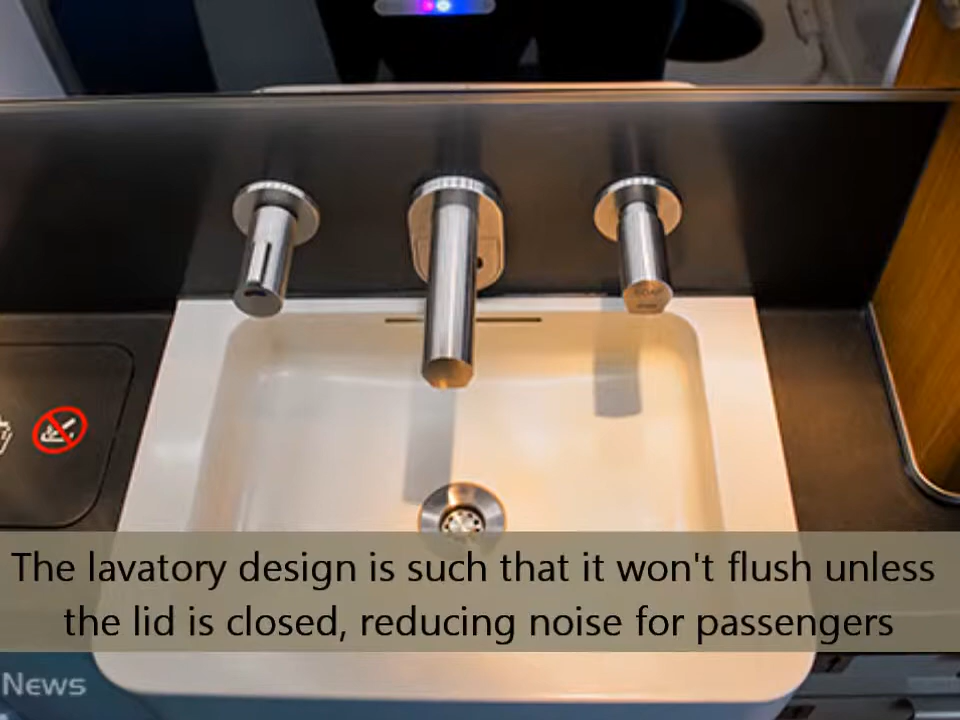 SOAP
The lavatory design is such that it won't flush unless
the lid is closed, reducing noise for passengers
News